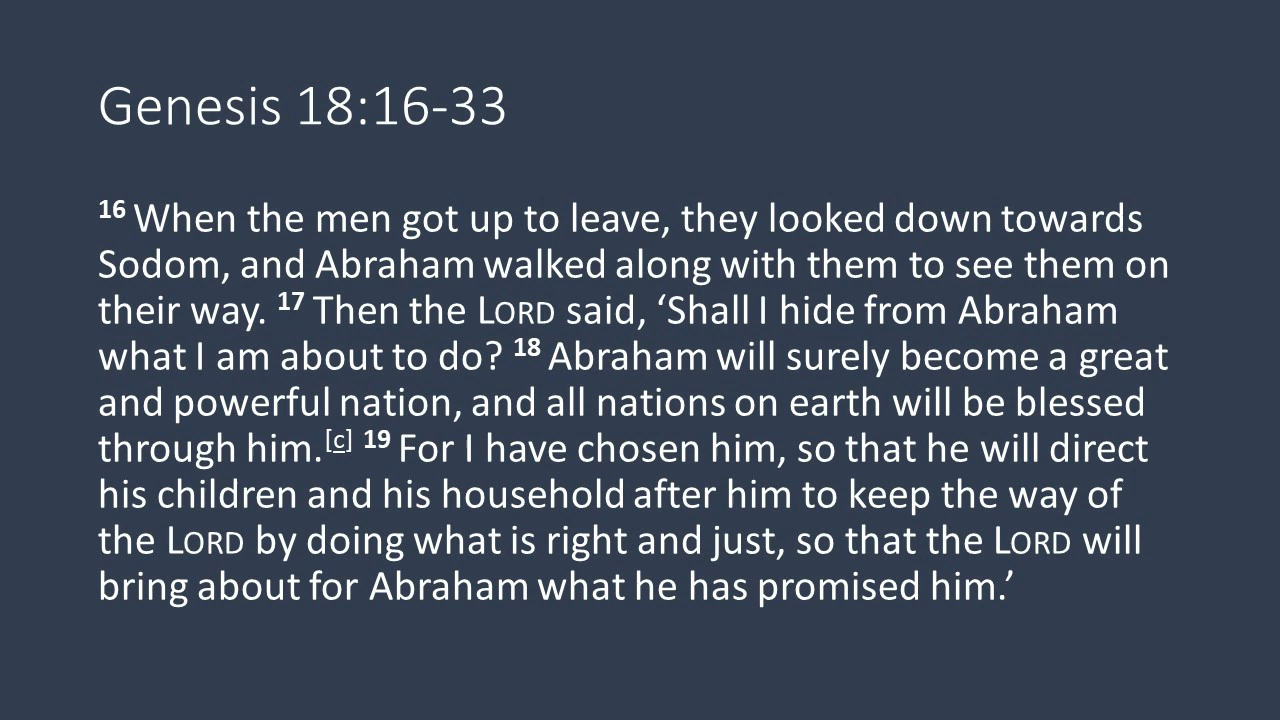 Genesis 18:16-33
16 When the men got up to leave, they looked down towards
Sodom, and Abraham walked along with them to see them on
their way. 17 Then the LORD said, ‘Shall I hide from Abraham
what I am about to do? 18 Abraham will surely become a great
and powerful nation, and all nations on earth will be blessed
through him.[c] 19 For I have chosen him, so that he will direct
his children and his household after him to keep the way of
the LORD by doing what is right and just, so that the LORD will
bring about for Abraham what he has promised him.’